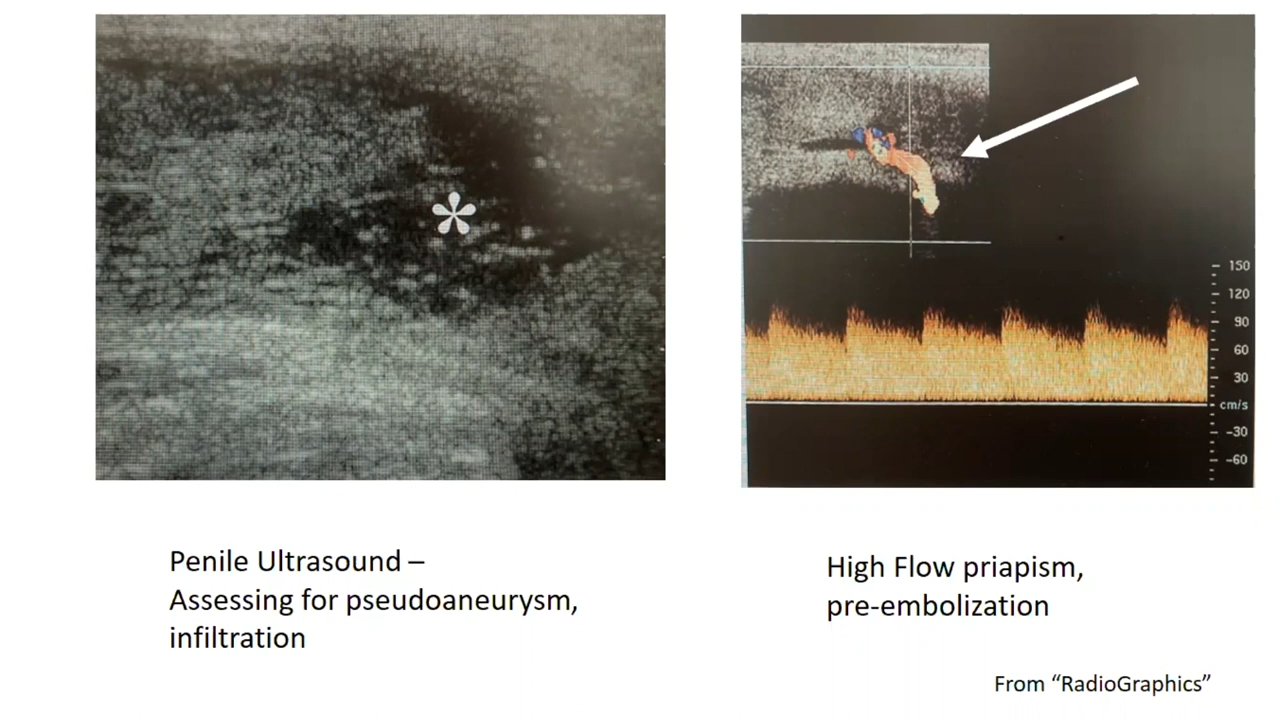 150
120
90
60
30
cm/s
-30
-60
Penile Ultrasound –
Assessing for pseudoaneurysm,
infiltration
High Flow priapism,
pre-embolization
From “RadioGraphics”